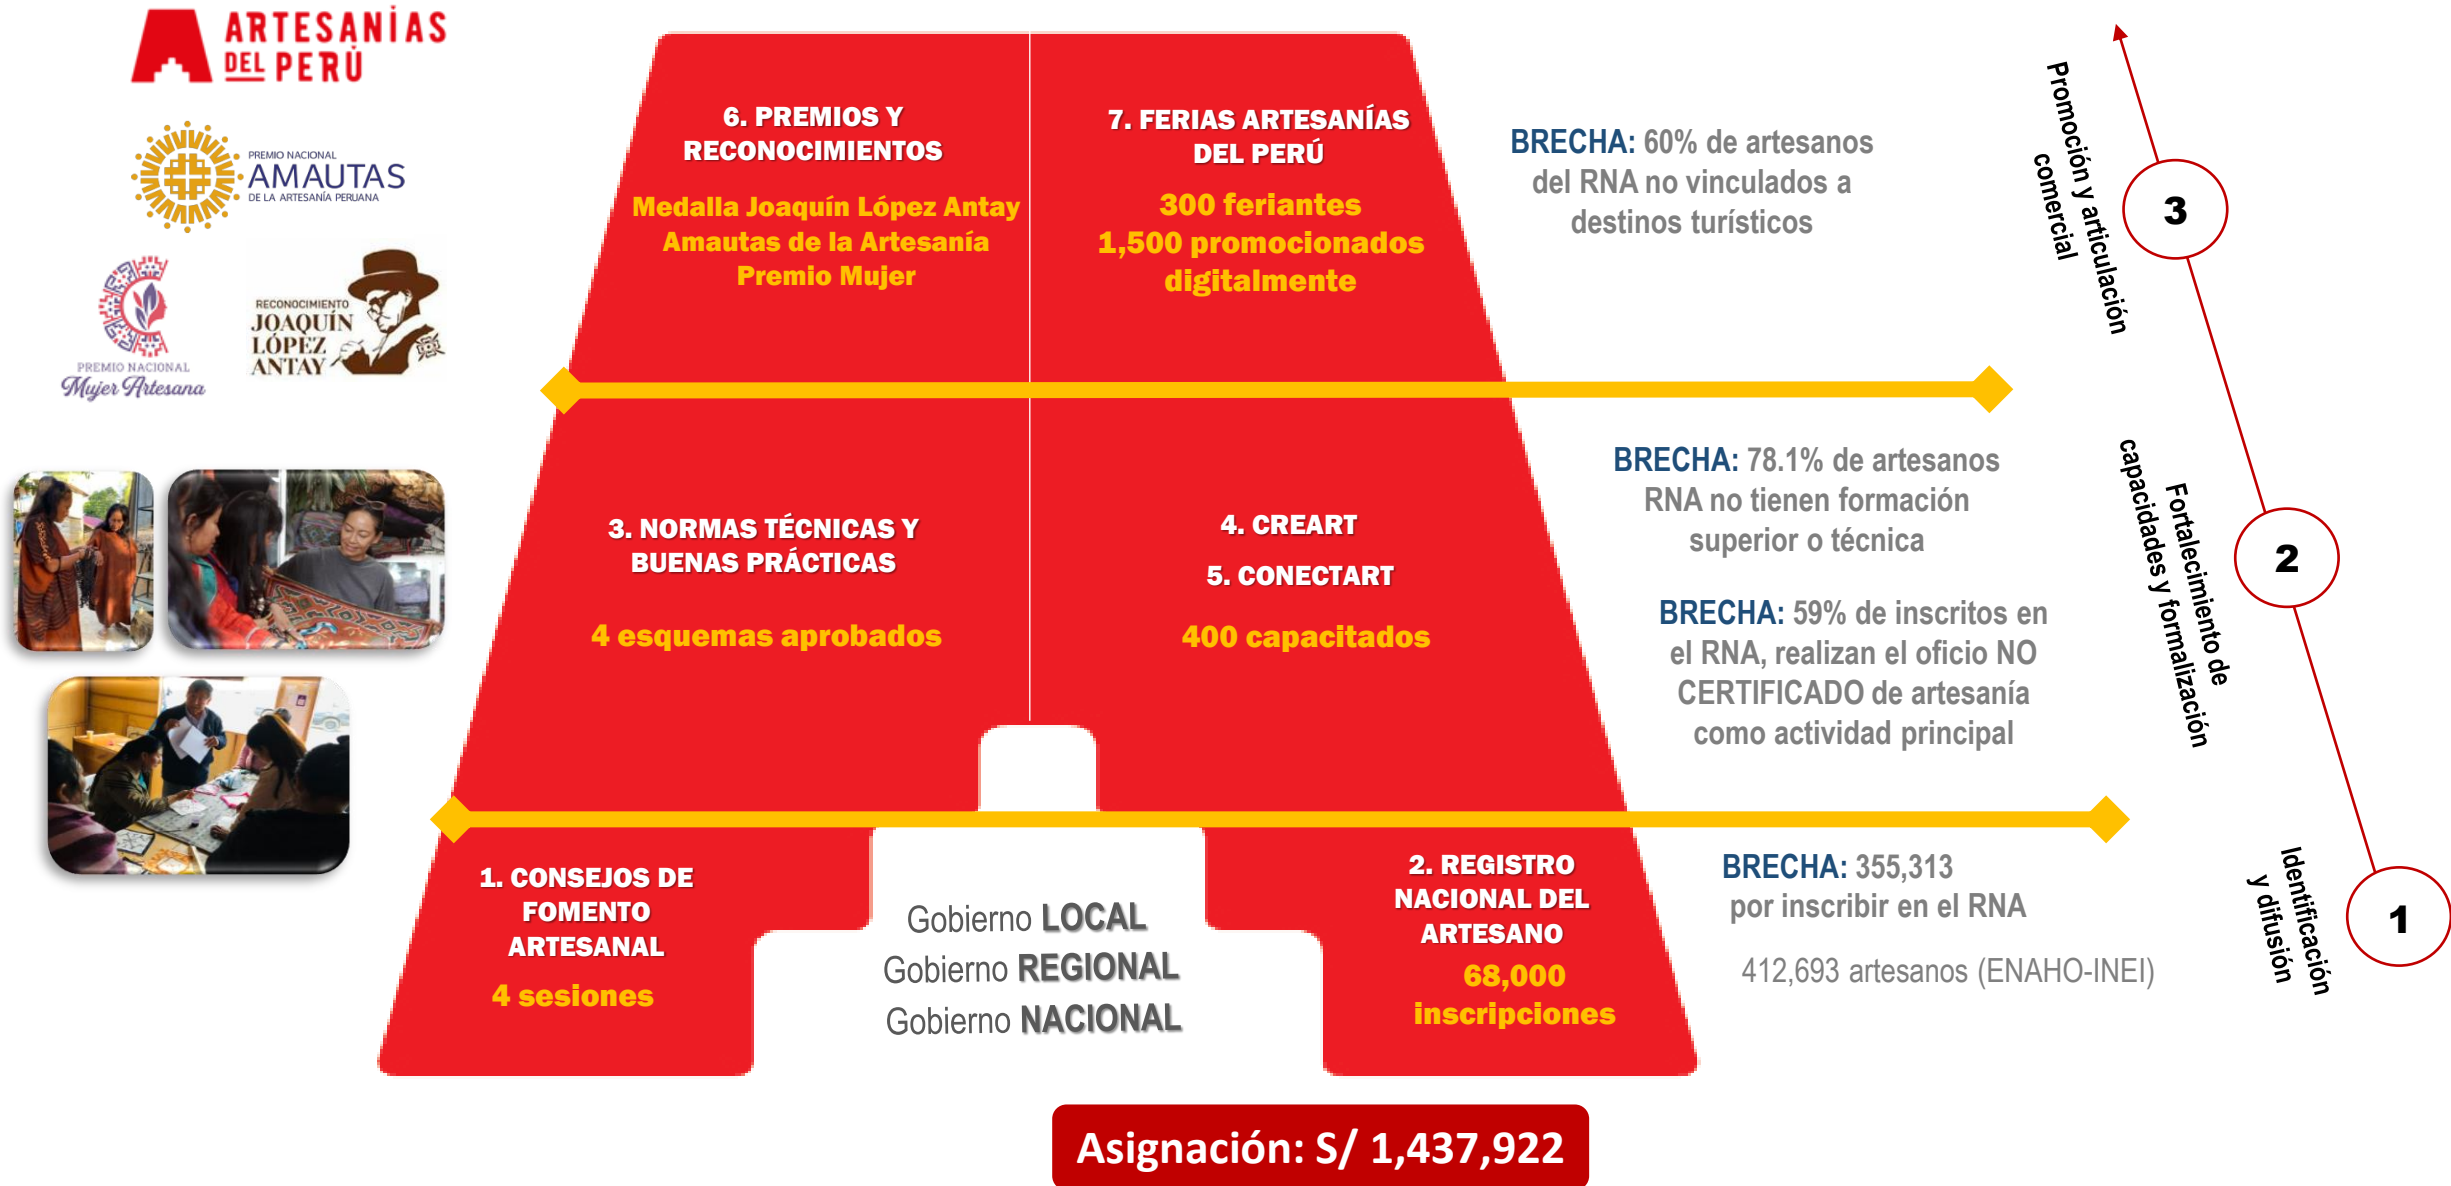 ARTESANÍAS
DEL PERÚ
PREMIO NACIONAL
AMAUTAS
DE LA ARTESANÍA PERUANA
PREMIO NACIONAL
Mujer Artesana
RECONOCIMIENTO
JOAQUÍN
LÓPEZ
ANTAY
6. PREMIOS Y
RECONOCIMIENTOS
Medalla Joaquín López Antay
Amautas de la Artesanía
Premio Mujer
7. FERIAS ARTESANÍAS
DEL PERÚ
300 feriantes
1,500 promocionados
digitalmente
BRECHA: 60% de artesanos
del RNA no vinculados a
destinos turísticos
Promoción y articulación
comercial
3
3. NORMAS TÉCNICAS Y
BUENAS PRÁCTICAS
4 esquemas aprobados
4. CREART
5. CONECTART
400 capacitados
BRECHA: 78.1% de artesanos
RNA no tienen formación
superior o técnica
BRECHA: 59% de inscritos en
el RNA, realizan el oficio NO
CERTIFICADO de artesanía
como actividad principal
Fortalecimiento de
capacidades y formalización
2
1. CONSEJOS DE
FOMENTO
ARTESANAL
4 sesiones
Gobierno LOCAL
Gobierno REGIONAL
Gobierno NACIONAL
2. REGISTRO
NACIONAL DEL
ARTESANO
68,000
inscripciones
BRECHA: 355,313
por inscribir en el RNA
412,693 artesanos (ENAHO-INEI)
Identificación
y difusión
1
Asignación: S/ 1,437,922